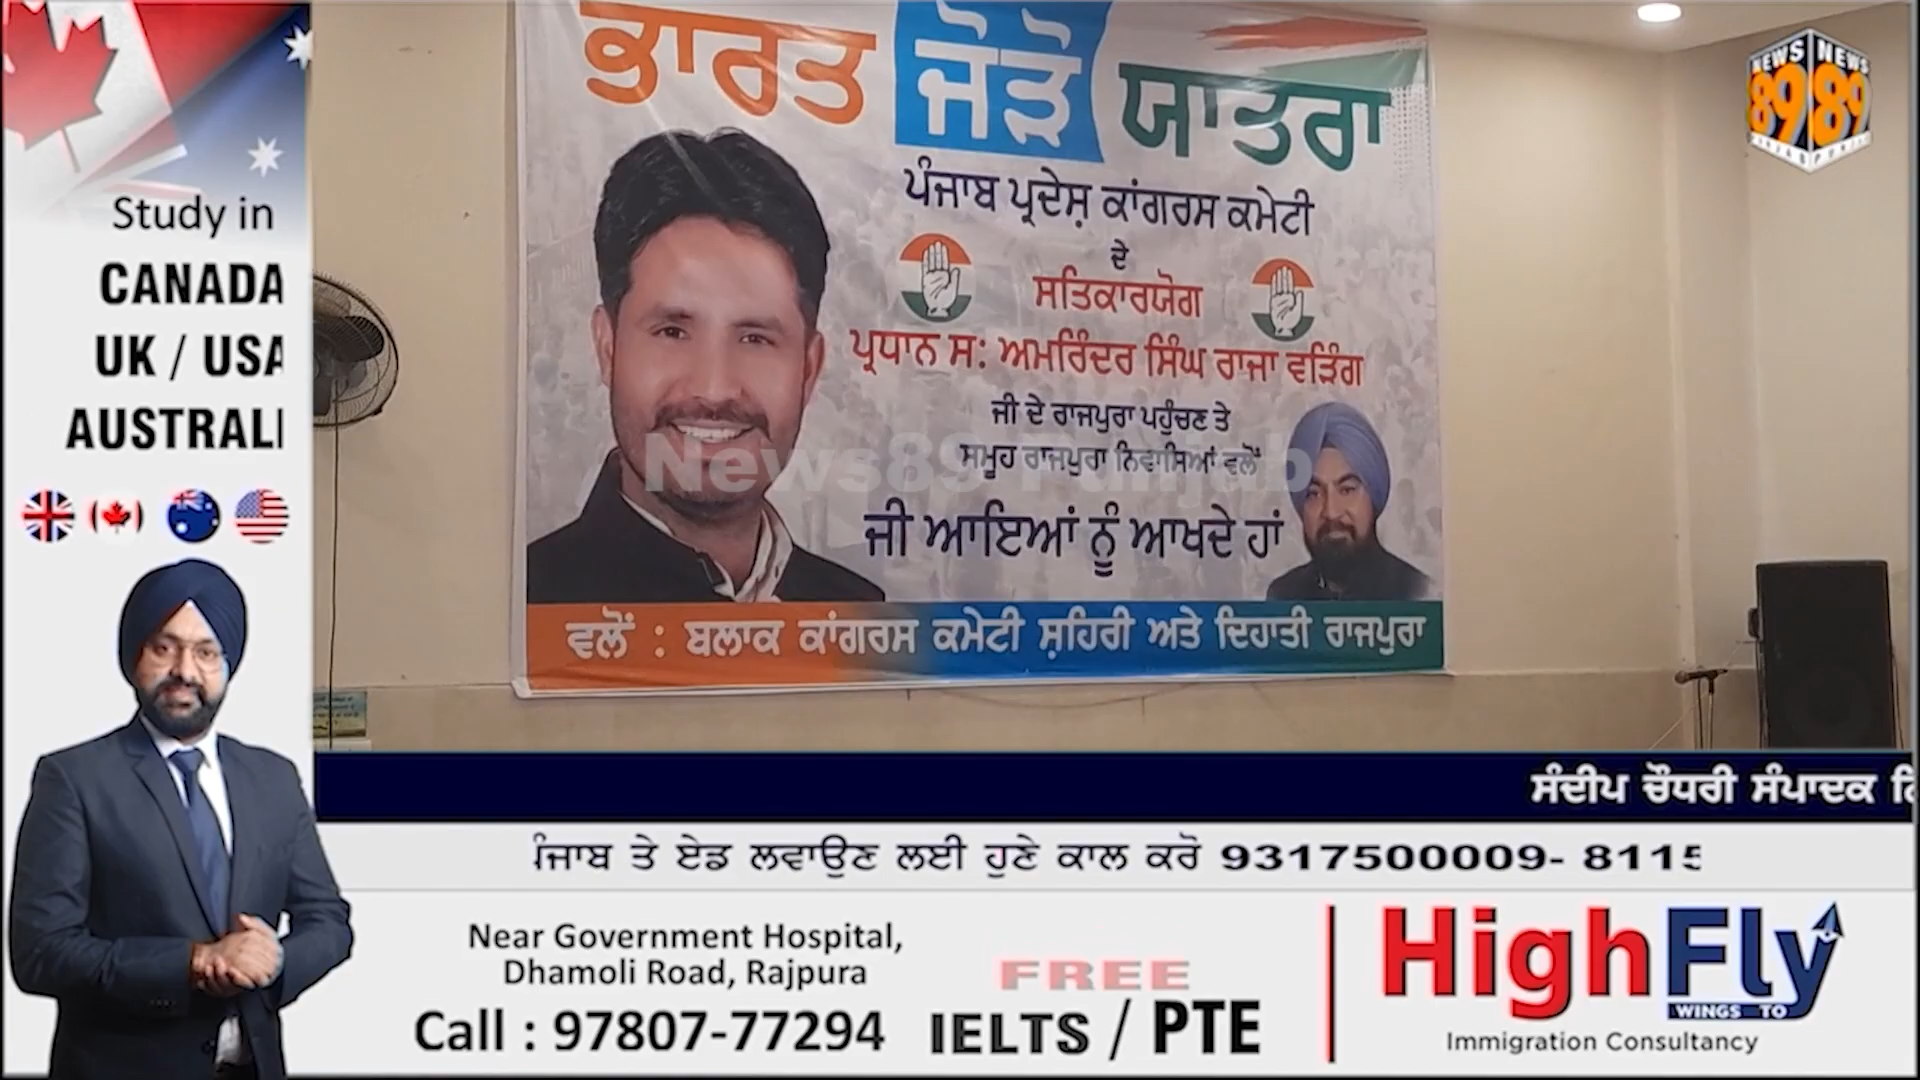 Study in
CANADA
UK / USA
AUSTRALI
ਭਾਰਤ ਜੋੜੋ ਯਾਤਰਾ
ਪੰਜਾਬ ਪ੍ਰਦੇਸ਼ ਕਾਂਗਰਸ ਕਮੇਟੀ
ਦੇ
ਸਤਿਕਾਰਯੋਗ
ਪ੍ਰਧਾਨ ਸ: ਅਮਰਿੰਦਰ ਸਿੰਘ ਰਾਜਾ ਵੜਿੰਗ
ਜੀ ਦੇ ਰਾਜਪੁਰਾ ਪਹੁੰਚਣ ਤੇ
ਸਮੂਹ ਰਾਜਪੁਰਾ ਨਿਵਾਸਿਆਂ ਵਲੋਂ
ਜੀ ਆਇਆਂ ਨੂੰ ਆਖਦੇ ਹਾਂ
ਵਲੋਂ : ਬਲਾਕ ਕਾਂਗਰਸ ਕਮੇਟੀ ਸ਼ਹਿਰੀ ਅਤੇ ਦਿਹਾਤੀ ਰਾਜਪੁਰਾ
News89 Punjab
NEWS NEWS
89 89
ਸੰਦੀਪ ਚੌਧਰੀ ਸੰਪਾਦਕ
ੰਜਾਬ ਤੇ ਏਡ ਲਵਾਉਣ ਲਈ ਹੁਣੇ ਕਾਲ ਕਰੋ 9317500009- 8115
Near Government Hospital,
Dhamoli Road, Rajpura
Call : 97807-77294
FREE
IELTS / PTE
HighFly
WINGS TO
Immigration Consultancy